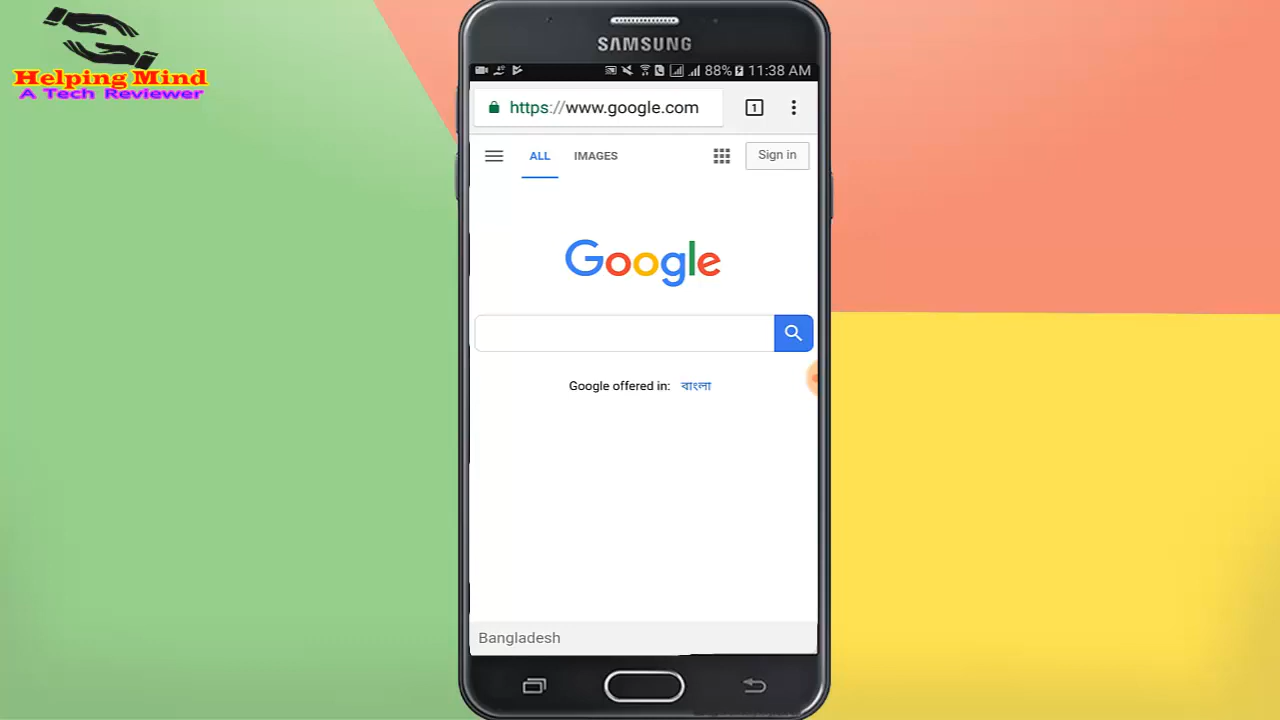 Helping Mind
A Tech Reviewer
SAMSUNG
88% 11:38 AM
https://www.google.com 1
ALL IMAGES Sign in
Google
Google offered in: বাংলা
Bangladesh